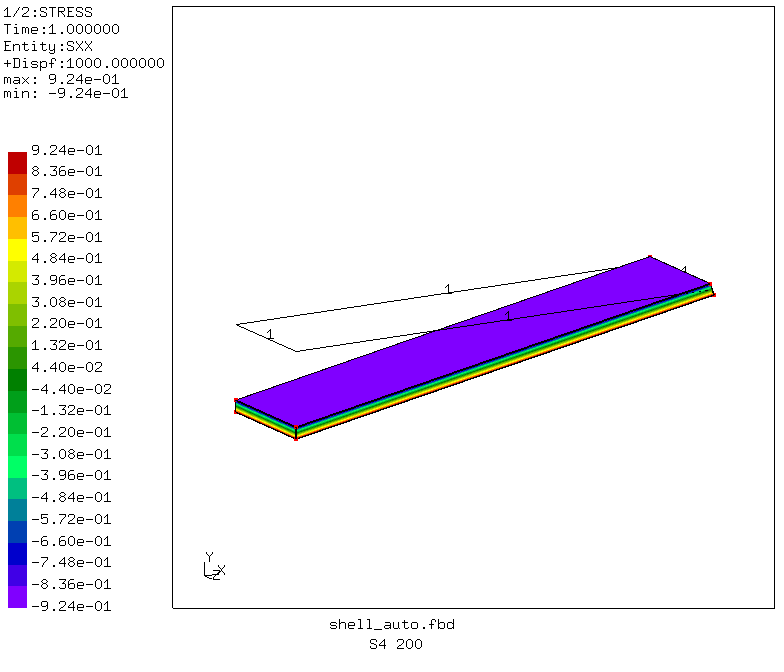 1/2:STRESS
Time:1.000000
Entity:SXX
+Dispf:1000.000000
max: 9.24e-01
min: -9.24e-01
9.24e-01
8.36e-01
7.48e-01
6.60e-01
5.72e-01
4.84e-01
3.96e-01
3.08e-01
2.20e-01
1.32e-01
4.40e-02
-4.40e-02
-1.32e-01
-2.20e-01
-3.08e-01
-3.96e-01
-4.84e-01
-5.72e-01
-6.60e-01
-7.48e-01
-8.36e-01
-9.24e-01
1
1
1
1
Y
X
Z
shell_auto.fbd
S4 200